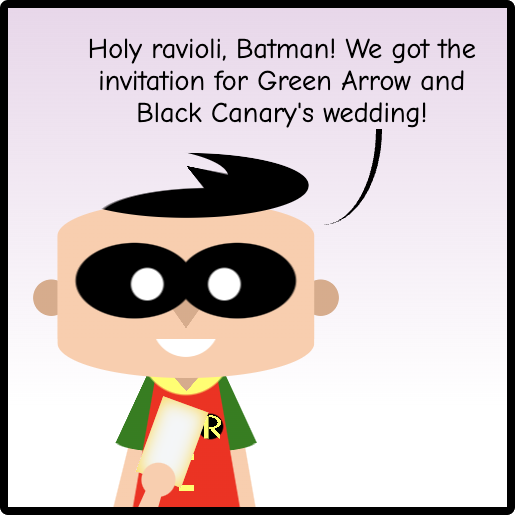 Holy ravioli, Batman! We got the
invitation for Green Arrow and
Black Canary's wedding!
R